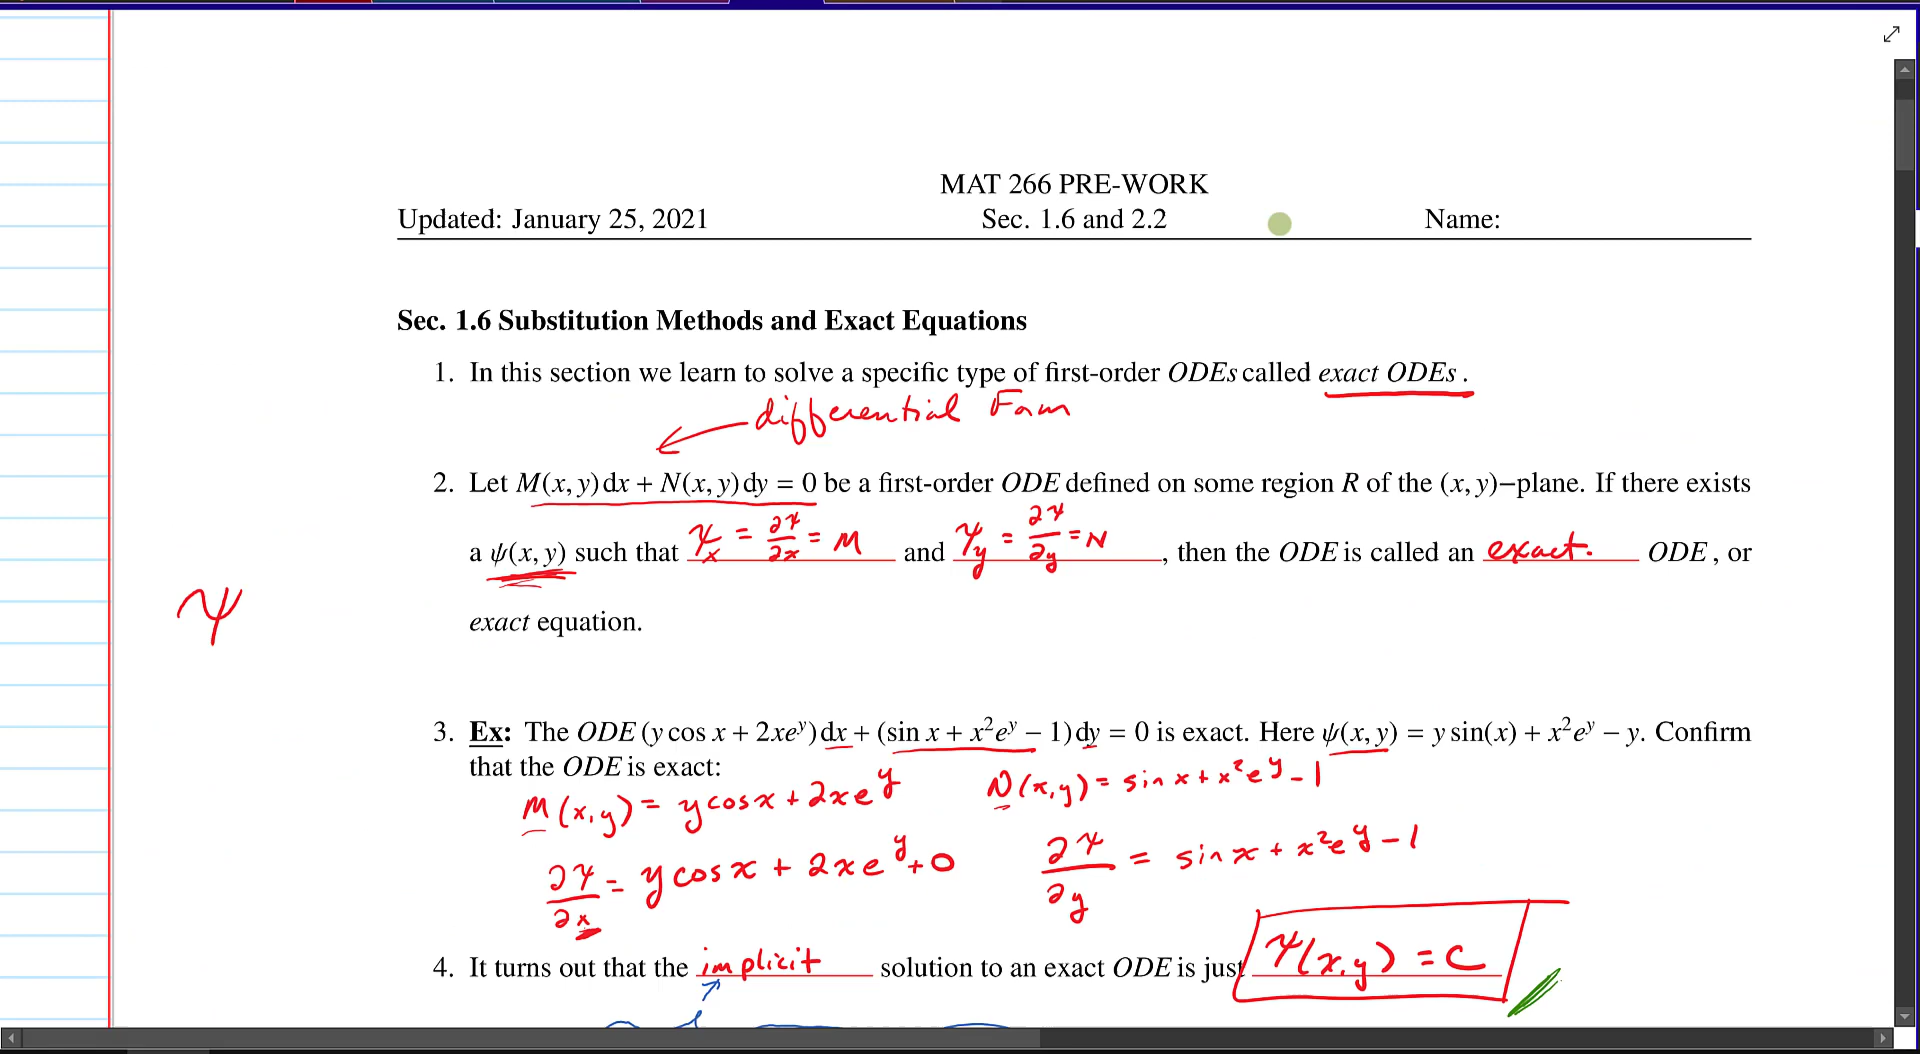 MAT 266 PRE-WORK
Updated: January 25, 2021 Sec. 1.6 and 2.2 Name:
Sec. 1.6 Substitution Methods and Exact Equations
1. In this section we learn to solve a specific type of first-order ODEs called exact ODEs.
differential Form
2. Let M(x, y)dx + N(x, y)dy = 0 be a first-order ODE defined on some region R of the (x, y)−plane. If there exists
a ψ(x, y) such that ψx = ∂ψ/∂x = M and ψy = ∂ψ/∂y = N, then the ODE is called an exact. ODE, or
ψ
exact equation.
3. Ex: The ODE (y cos x + 2xe^y)dx + (sin x + x²e^y − 1)dy = 0 is exact. Here ψ(x, y) = y sin(x) + x²e^y − y. Confirm
that the ODE is exact:
M(x,y) = y cos x + 2xe^y N(x,y) = sin x + x²e^y − 1
∂ψ/∂x = y cos x + 2xe^y + 0 ∂ψ/∂y = sin x + x²e^y − 1
4. It turns out that the implicit solution to an exact ODE is just ψ(x,y) = C